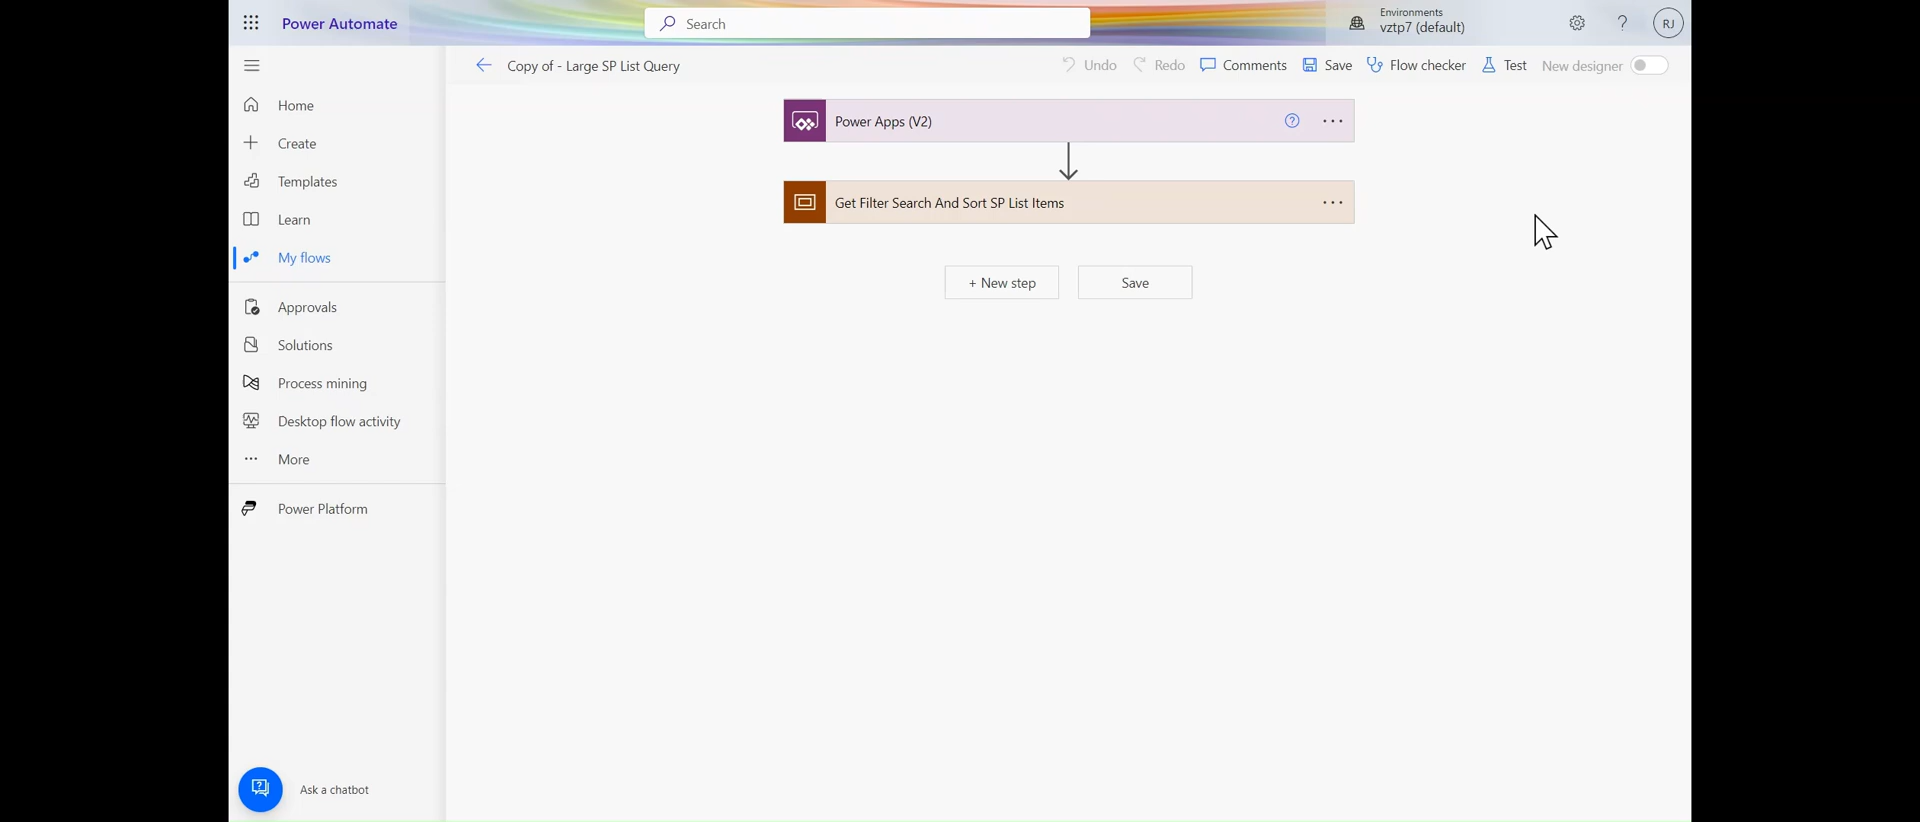 Power Automate
Search
Environments
vztp7 (default)
?
RJ
Copy of - Large SP List Query
Undo
Redo
Comments
Save
Flow checker
Test
New designer
Home
Create
Templates
Learn
My flows
Approvals
Solutions
Process mining
Desktop flow activity
More
Power Platform
Ask a chatbot
Power Apps (V2)
?
Get Filter Search And Sort SP List Items
+ New step
Save